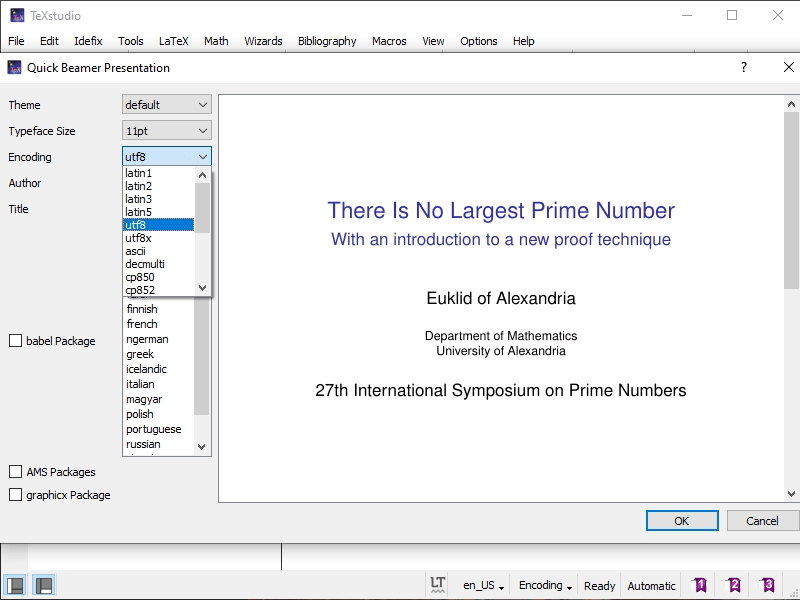 TeXstudio
File Edit Idefix Tools LaTeX Math Wizards Bibliography Macros View Options Help
Quick Beamer Presentation
?
Theme
default
Typeface Size
11pt
Encoding
utf8
Author
Title
latin1
latin2
latin3
latin5
utf8
utf8x
ascii
decmulti
cp850
cp852
finnish
french
ngerman
greek
icelandic
italian
magyar
polish
portuguese
russian
babel Package
AMS Packages
graphicx Package
There Is No Largest Prime Number
With an introduction to a new proof technique
Euklid of Alexandria
Department of Mathematics
University of Alexandria
27th International Symposium on Prime Numbers
OK
Cancel
LT
en_US
Encoding
Ready
Automatic
1
2
3